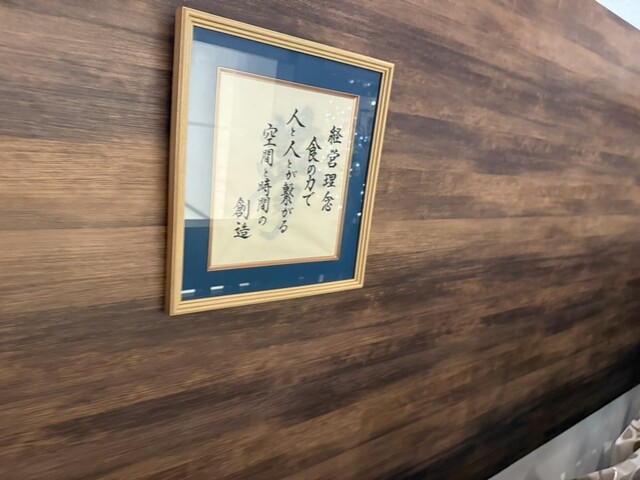 経営理念
食の力で
人と人とが繋がる
空間と時間の
創造